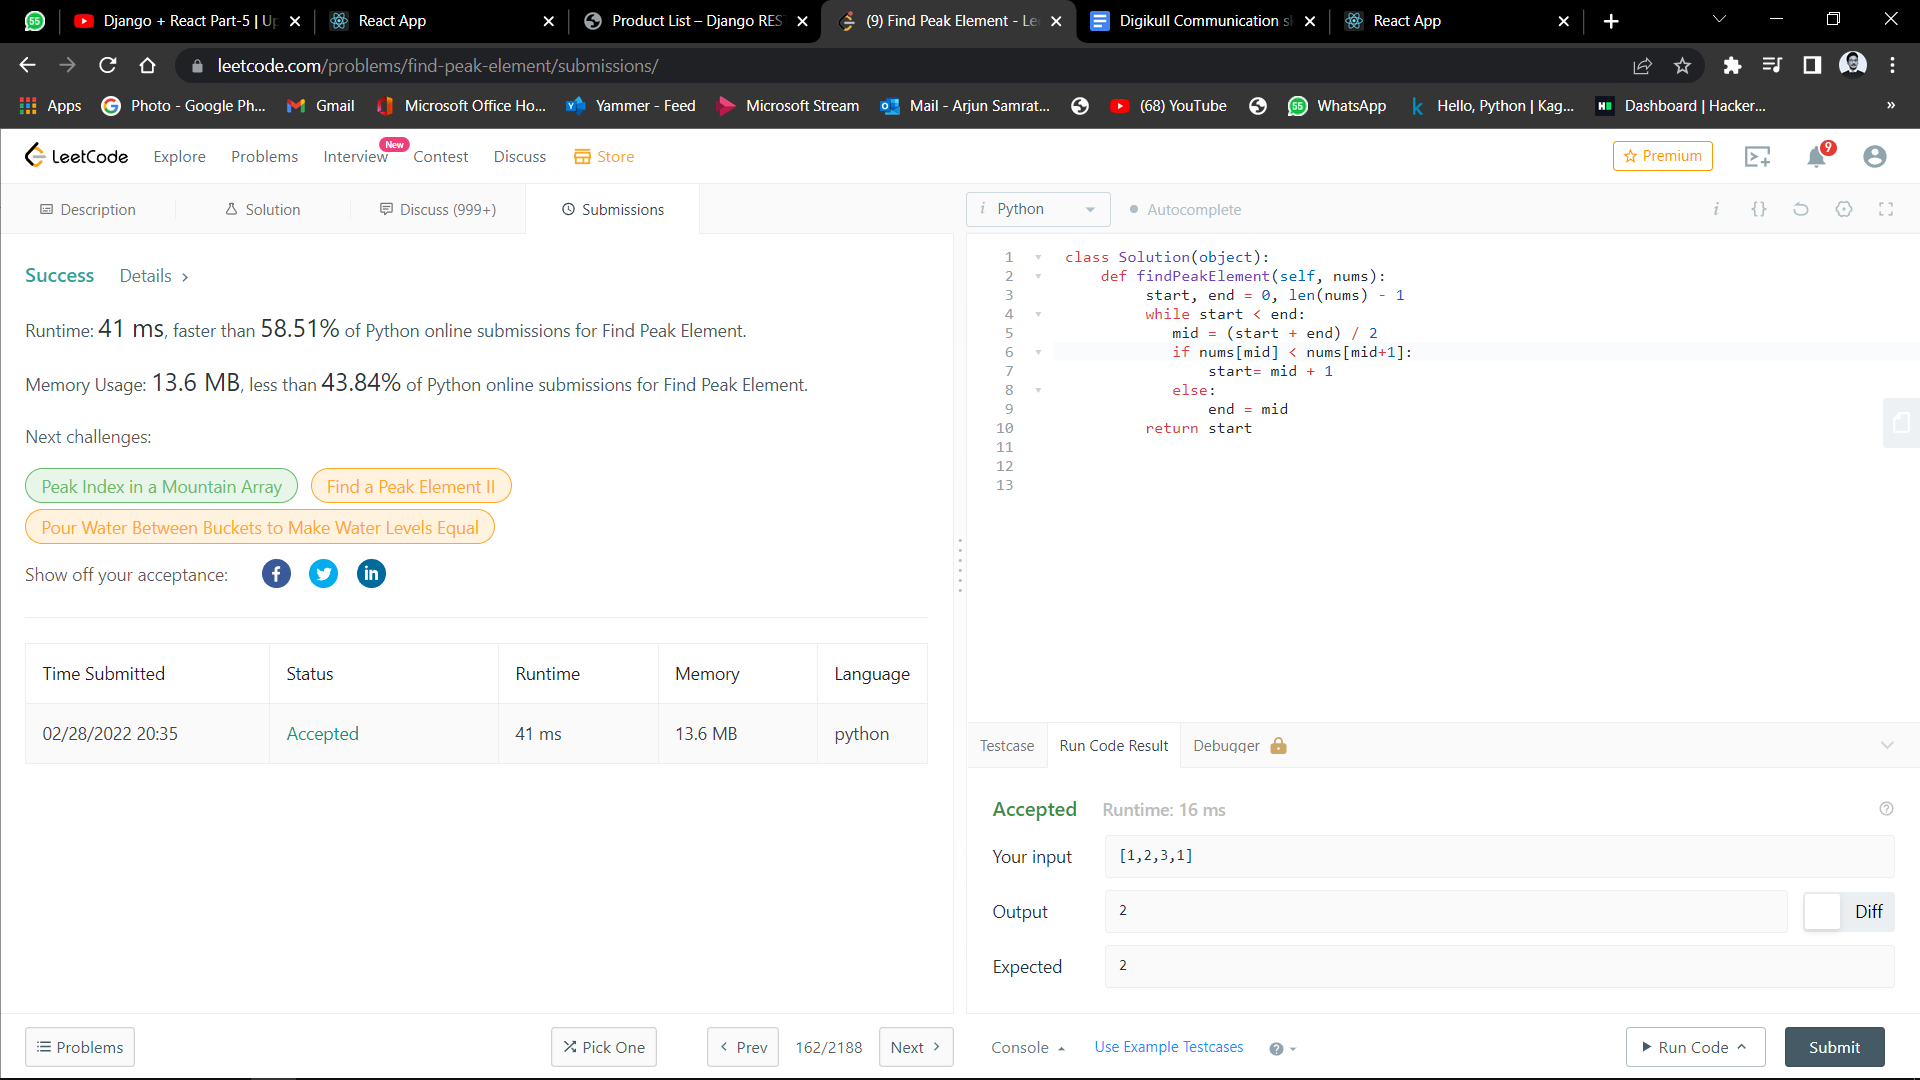 55
Django + React Part-5 | Up
React App
Product List – Django RES
(9) Find Peak Element - Le
Digikull Communication s
React App
leetcode.com/problems/find-peak-element/submissions/
Apps
Photo - Google Ph...
Gmail
Microsoft Office Ho...
Yammer - Feed
Microsoft Stream
Mail - Arjun Samrat...
(68) YouTube
55 WhatsApp
Hello, Python | Kag...
Dashboard | Hacker...
»
LeetCode
Explore
Problems
Interview
New
Contest
Discuss
Store
Premium
9
Description
Solution
Discuss (999+)
Submissions
i Python
Autocomplete
i {}
Success Details >
Runtime: 41 ms, faster than 58.51% of Python online submissions for Find Peak Element.
Memory Usage: 13.6 MB, less than 43.84% of Python online submissions for Find Peak Element.
Next challenges:
Peak Index in a Mountain Array
Find a Peak Element II
Pour Water Between Buckets to Make Water Levels Equal
Show off your acceptance:
Time Submitted Status Runtime Memory Language
02/28/2022 20:35 Accepted 41 ms 13.6 MB python
1 class Solution(object):
2 def findPeakElement(self, nums):
3 start, end = 0, len(nums) - 1
4 while start < end:
5 mid = (start + end) / 2
6 if nums[mid] < nums[mid+1]:
7 start= mid + 1
8 else:
9 end = mid
10 return start
11
12
13
Testcase
Run Code Result
Debugger
Accepted Runtime: 16 ms
Your input [1,2,3,1]
Output 2
Diff
Expected 2
Problems
Pick One
< Prev
162/2188
Next >
Console
Use Example Testcases
Run Code
Submit